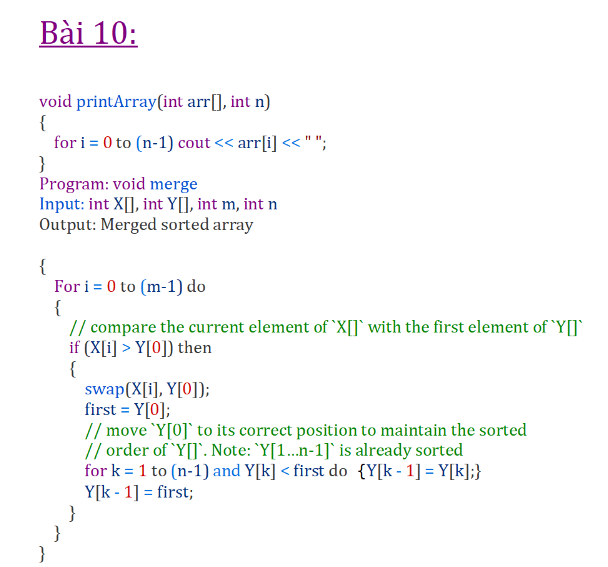 Bài 10:
void printArray(int arr[], int n)
{
for i = 0 to (n-1) cout << arr[i] << " ";
}
Program: void merge
Input: int X[], int Y[], int m, int n
Output: Merged sorted array
{
For i = 0 to (m-1) do
{
// compare the current element of `X[]` with the first element of `Y[]`
if (X[i] > Y[0]) then
{
swap(X[i], Y[0]);
first = Y[0];
// move `Y[0]` to its correct position to maintain the sorted
// order of `Y[]`. Note: `Y[1…n-1]` is already sorted
for k = 1 to (n-1) and Y[k] < first do {Y[k - 1] = Y[k];}
Y[k - 1] = first;
}
}
}